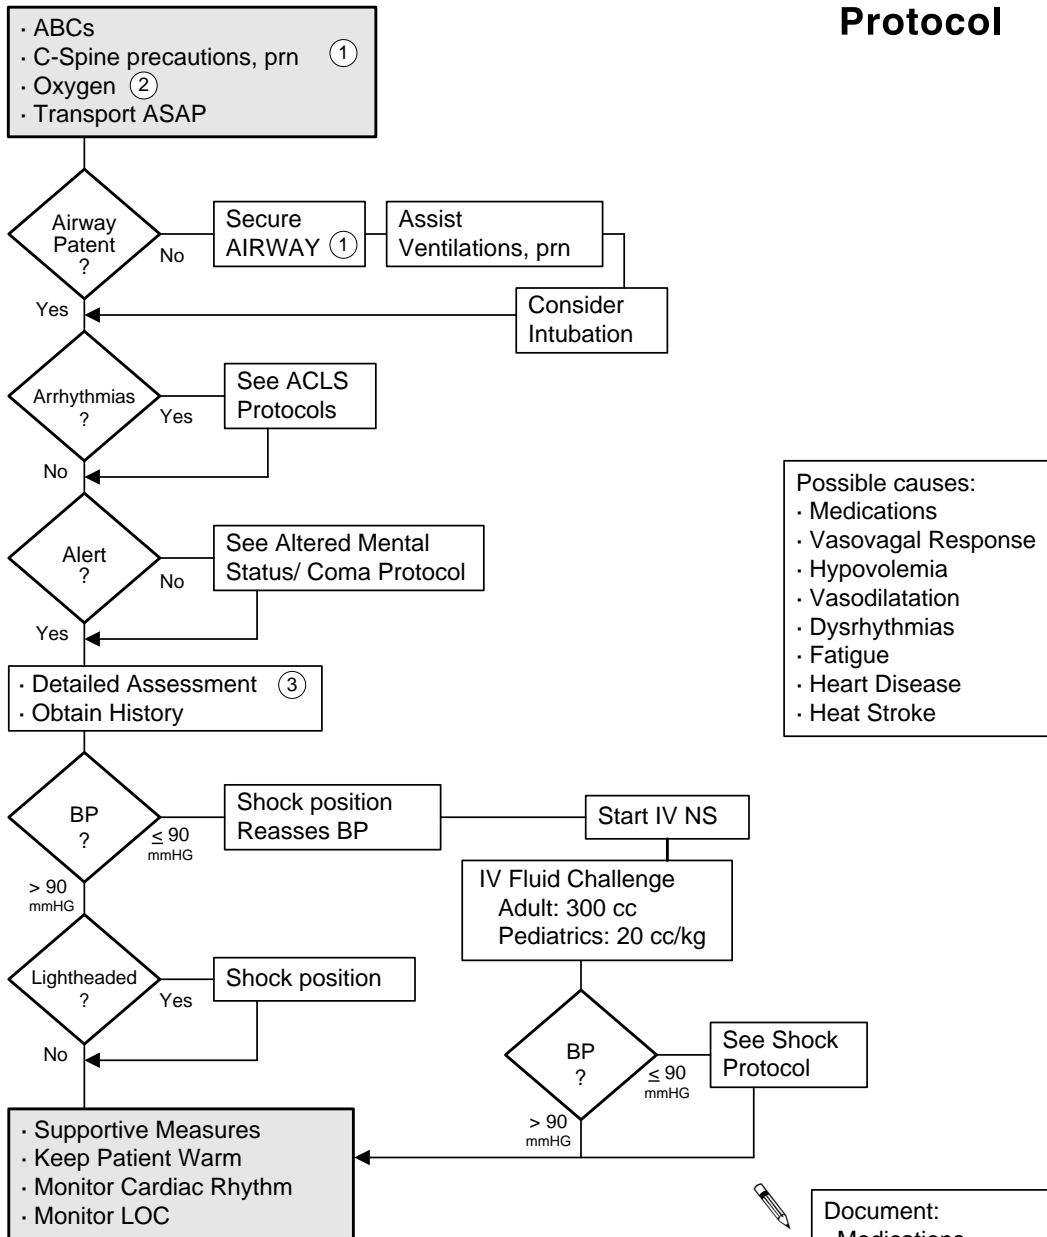 Protocol
· ABCs
· C-Spine precautions, prn ①
· Oxygen ②
· Transport ASAP
Airway
Patent
?
No
Yes
Secure
AIRWAY ①
Assist
Ventilations, prn
Consider
Intubation
Arrhythmias
?
Yes
No
See ACLS
Protocols
Alert
?
No
Yes
See Altered Mental
Status/ Coma Protocol
Possible causes:
· Medications
· Vasovagal Response
· Hypovolemia
· Vasodilatation
· Dysrhythmias
· Fatigue
· Heart Disease
· Heat Stroke
· Detailed Assessment ③
· Obtain History
BP
?
≤ 90
mmHG
> 90
mmHG
Shock position
Reasses BP
Start IV NS
IV Fluid Challenge
Adult: 300 cc
Pediatrics: 20 cc/kg
Lightheaded
?
Yes
No
Shock position
BP
?
≤ 90
mmHG
> 90
mmHG
See Shock
Protocol
· Supportive Measures
· Keep Patient Warm
· Monitor Cardiac Rhythm
· Monitor LOC
Document:
Medications